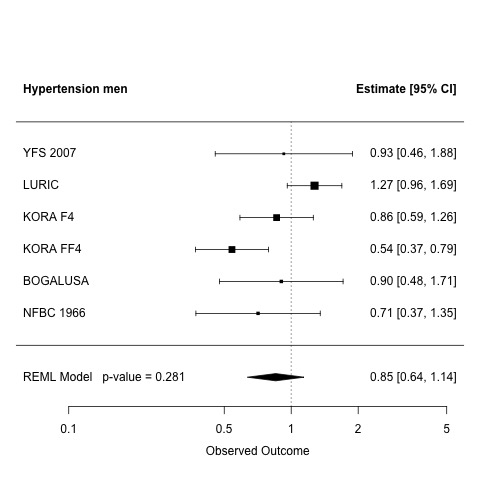 Hypertension men Estimate [95% CI]
YFS 2007 0.93 [0.46, 1.88]
LURIC 1.27 [0.96, 1.69]
KORA F4 0.86 [0.59, 1.26]
KORA FF4 0.54 [0.37, 0.79]
BOGALUSA 0.90 [0.48, 1.71]
NFBC 1966 0.71 [0.37, 1.35]
REML Model p-value = 0.281 0.85 [0.64, 1.14]
0.1 0.5 1 2 5
Observed Outcome